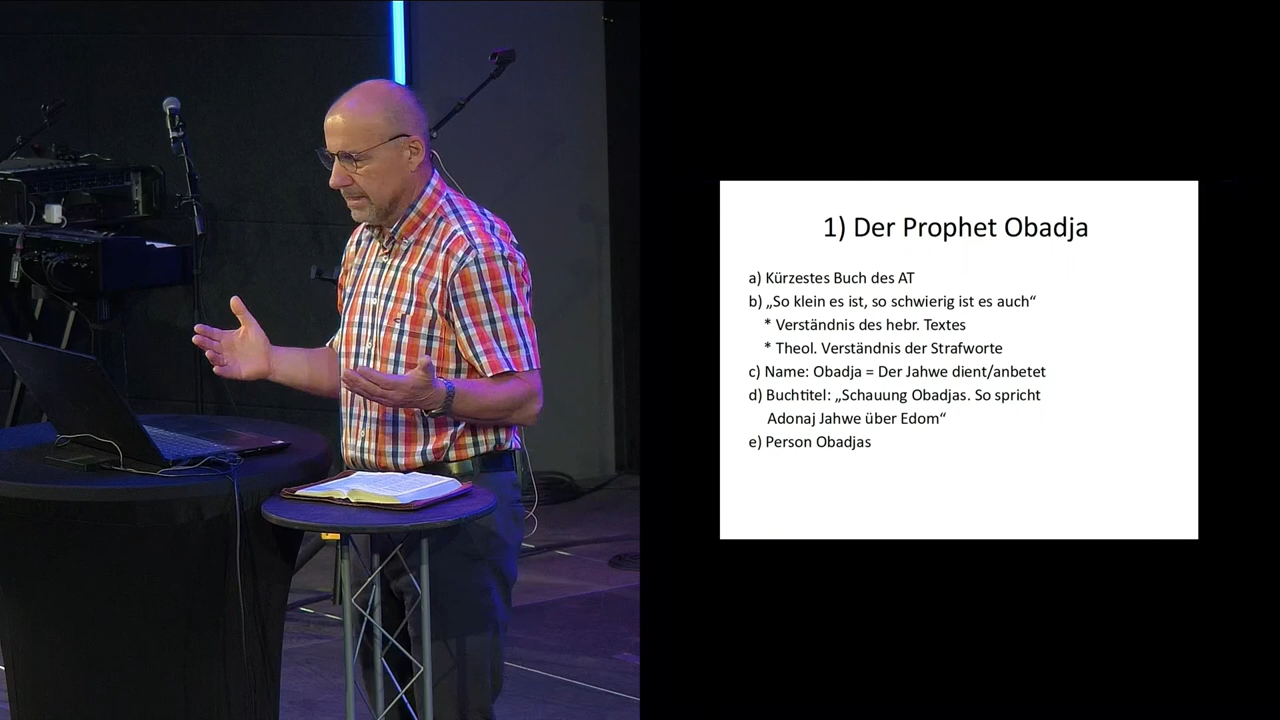 1) Der Prophet Obadja
a) Kürzestes Buch des AT
b) „So klein es ist, so schwierig ist es auch“
* Verständnis des hebr. Textes
* Theol. Verständnis der Strafworte
c) Name: Obadja = Der Jahwe dient/anbetet
d) Buchtitel: „Schauung Obadjas. So spricht
Adonaj Jahwe über Edom“
e) Person Obadjas